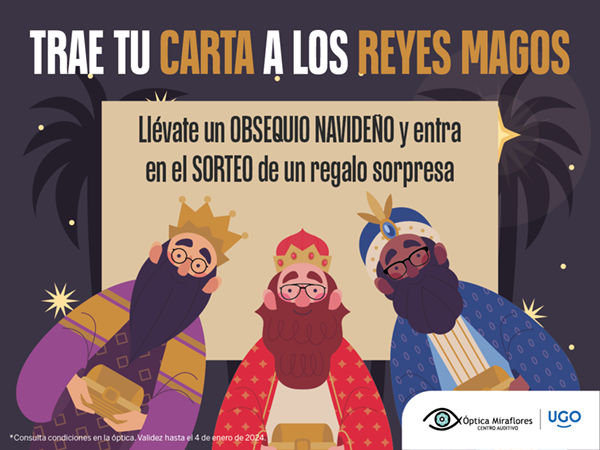 TRAE TU CARTA A LOS REYES MAGOS
Llévate un OBSEQUIO NAVIDEÑO y entra
en el SORTEO de un regalo sorpresa
Óptica Miraflores
CENTRO AUDITIVO
UGO
*Consulta condiciones en la óptica. Validez hasta el 4 de enero de 2024.